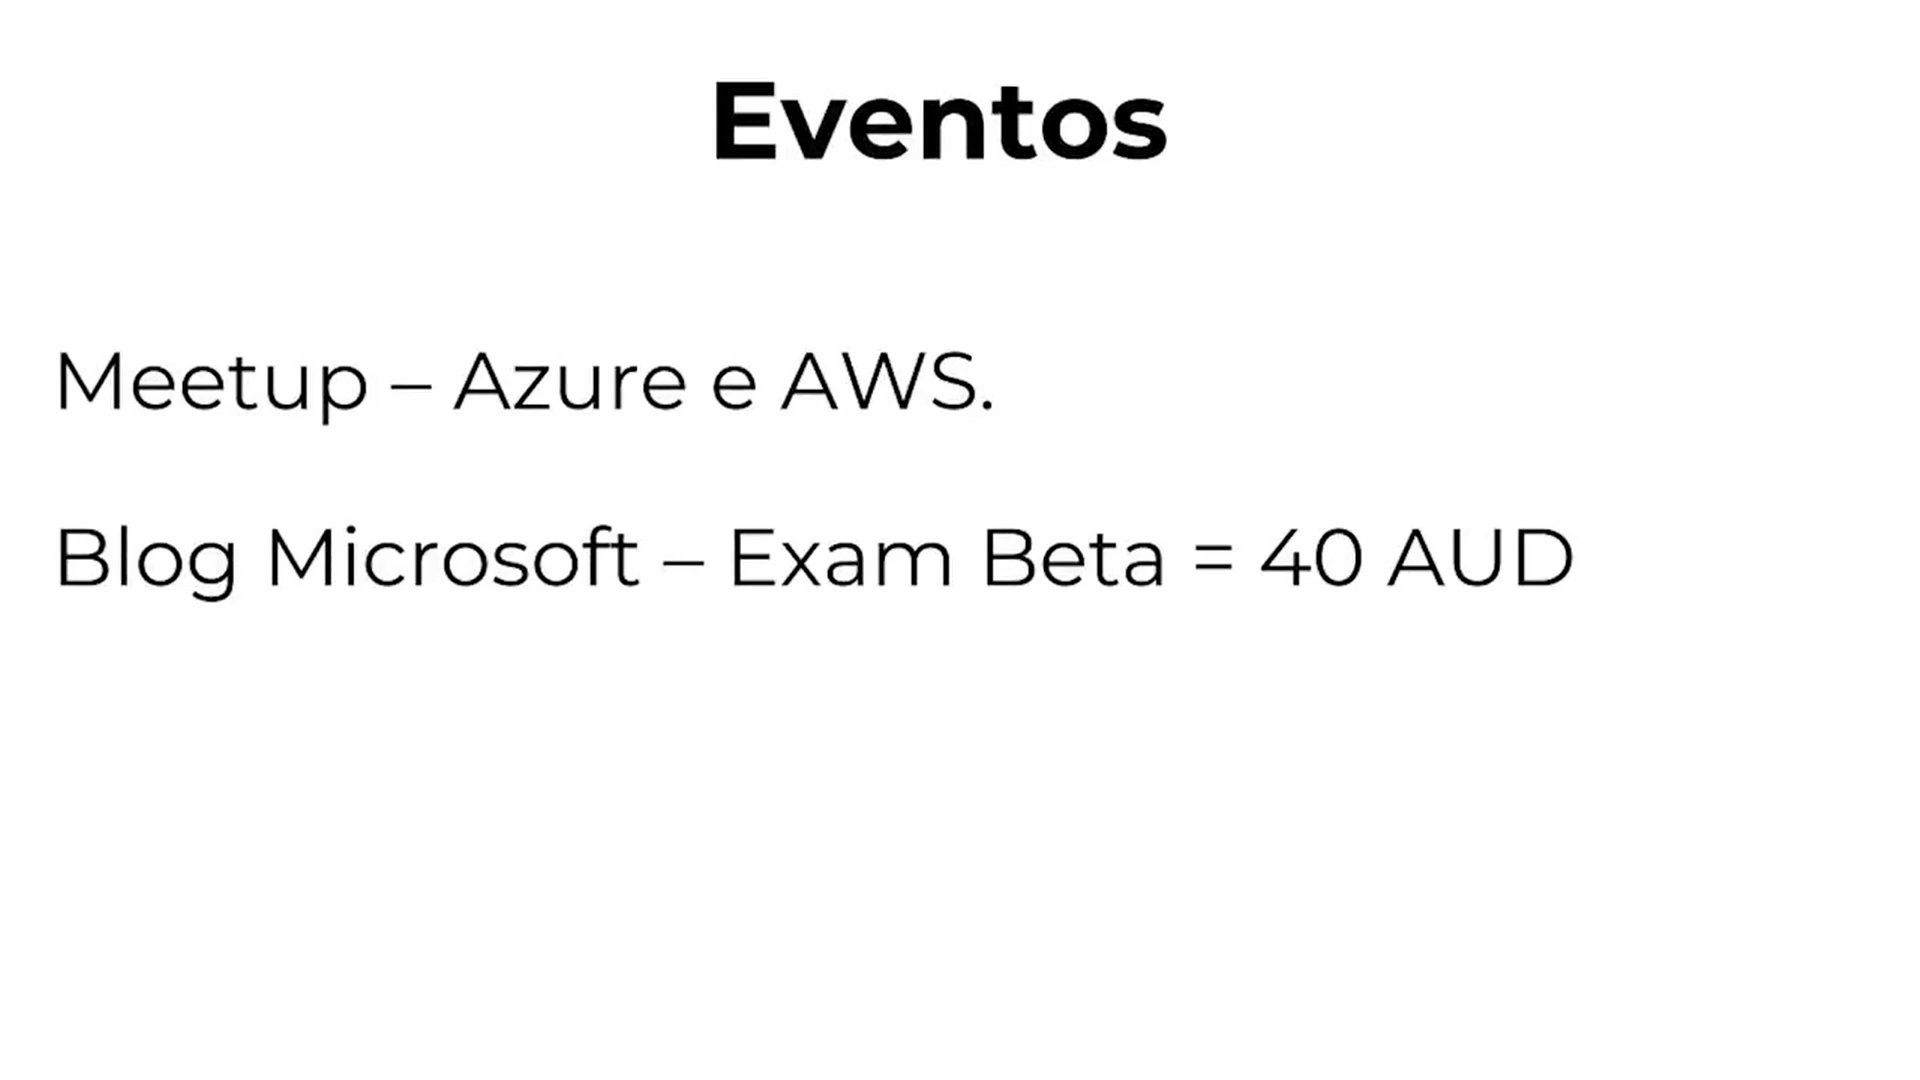 Eventos
Meetup – Azure e AWS.
Blog Microsoft – Exam Beta = 40 AUD